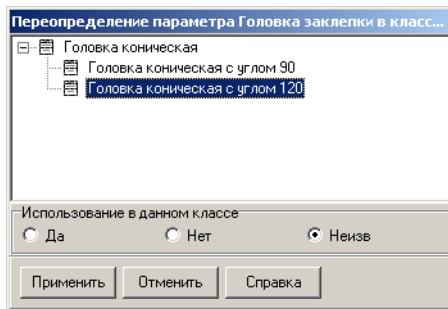 Переопределение параметра Головка заклепки в класс...
Головка коническая
Головка коническая с углом 90
Головка коническая с углом 120
Использование в данном классе
Да Нет Неизв
Применить Отменить Справка